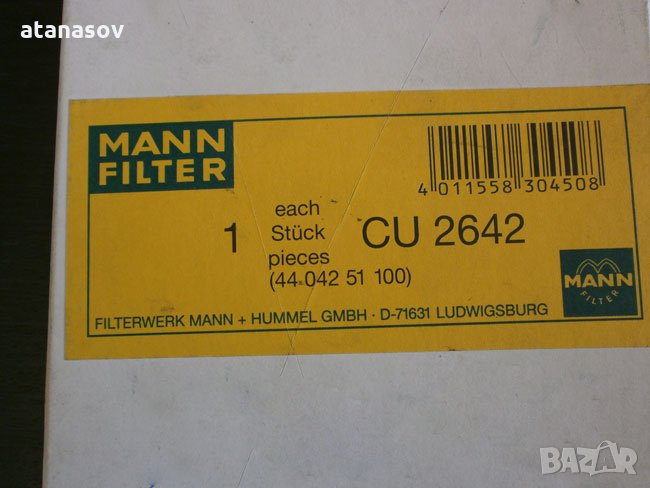 atanasov
MANN
FILTER
4 011558 304508
1
each
Stück
pieces
(44 042 51 100)
CU 2642
MANN
FILTER
FILTERWERK MANN + HUMMEL GMBH · D-71631 LUDWIGSBURG
BAZAR